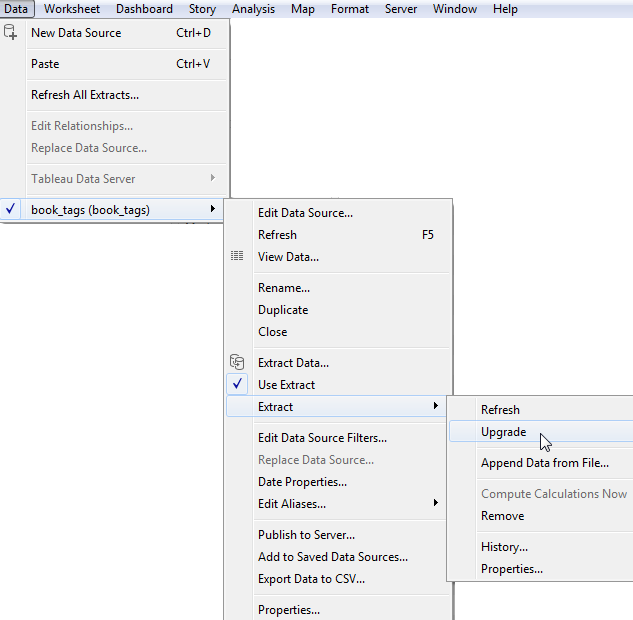 Data Worksheet Dashboard Story Analysis Map Format Server Window Help
New Data Source Ctrl+D
Paste Ctrl+V
Refresh All Extracts...
Edit Relationships...
Replace Data Source...
Tableau Data Server
book_tags (book_tags)
Edit Data Source...
Refresh F5
View Data...
Rename...
Duplicate
Close
Extract Data...
Use Extract
Extract
Edit Data Source Filters...
Replace Data Source...
Date Properties...
Edit Aliases...
Publish to Server...
Add to Saved Data Sources...
Export Data to CSV...
Properties...
Refresh
Upgrade
Append Data from File...
Compute Calculations Now
Remove
History...
Properties...